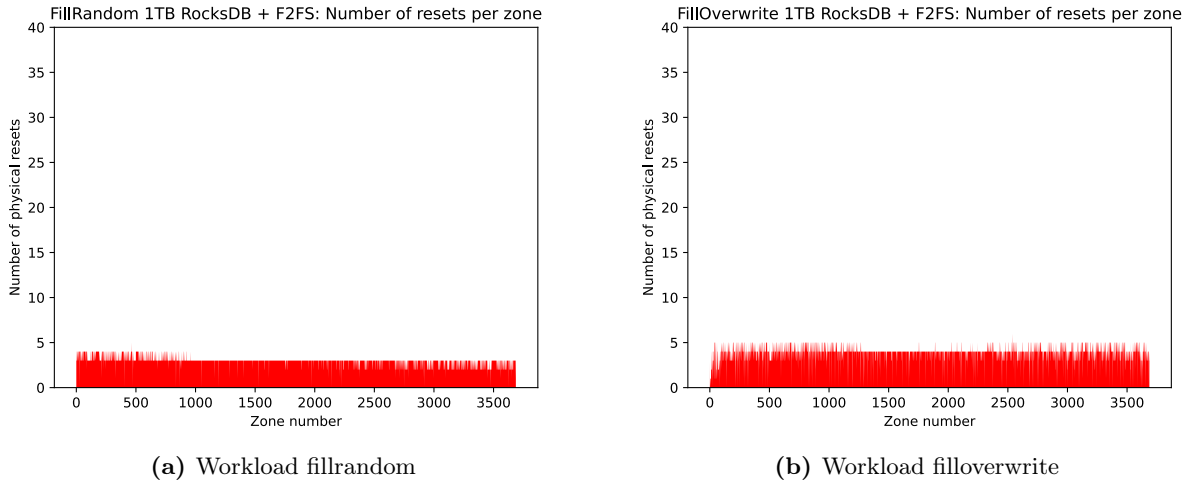 FillRandom 1TB RocksDB + F2FS: Number of resets per zone
40
35
30
25
20
15
10
5
0
Number of physical resets
0 500 1000 1500 2000 2500 3000 3500
Zone number
(a) Workload fillrandom
FillOverwrite 1TB RocksDB + F2FS: Number of resets per zone
40
35
30
25
20
15
10
5
0
Number of physical resets
0 500 1000 1500 2000 2500 3000 3500
Zone number
(b) Workload filloverwrite